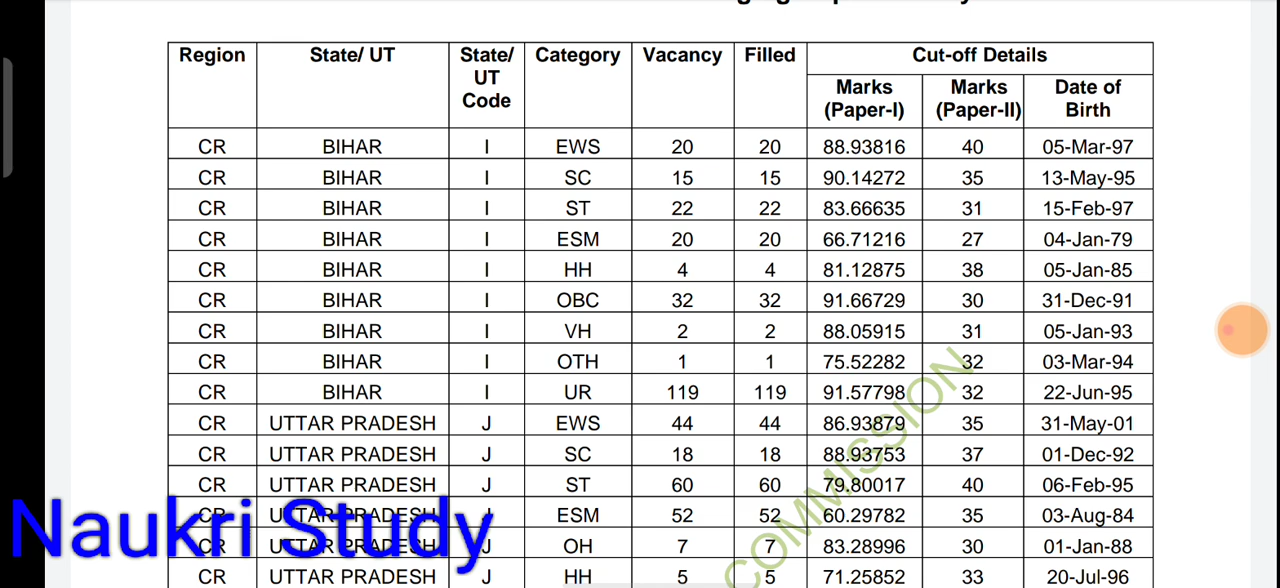 Region State/ UT State/ UT Code Category Vacancy Filled Cut-off Details
Marks (Paper-I) Marks (Paper-II) Date of Birth
CR BIHAR I EWS 20 20 88.93816 40 05-Mar-97
CR BIHAR I SC 15 15 90.14272 35 13-May-95
CR BIHAR I ST 22 22 83.66635 31 15-Feb-97
CR BIHAR I ESM 20 20 66.71216 27 04-Jan-79
CR BIHAR I HH 4 4 81.12875 38 05-Jan-85
CR BIHAR I OBC 32 32 91.66729 30 31-Dec-91
CR BIHAR I VH 2 2 88.05915 31 05-Jan-93
CR BIHAR I OTH 1 1 75.52282 32 03-Mar-94
CR BIHAR I UR 119 119 91.57798 32 22-Jun-95
CR UTTAR PRADESH J EWS 44 44 86.93879 35 31-May-01
CR UTTAR PRADESH J SC 18 18 88.93753 37 01-Dec-92
CR UTTAR PRADESH J ST 60 60 79.80017 40 06-Feb-95
CR UTTAR PRADESH J ESM 52 52 60.29782 35 03-Aug-84
CR UTTAR PRADESH J OH 7 7 83.28996 30 01-Jan-88
CR UTTAR PRADESH J HH 5 5 71.25852 33 20-Jul-96
COMMISSION
Naukri Study